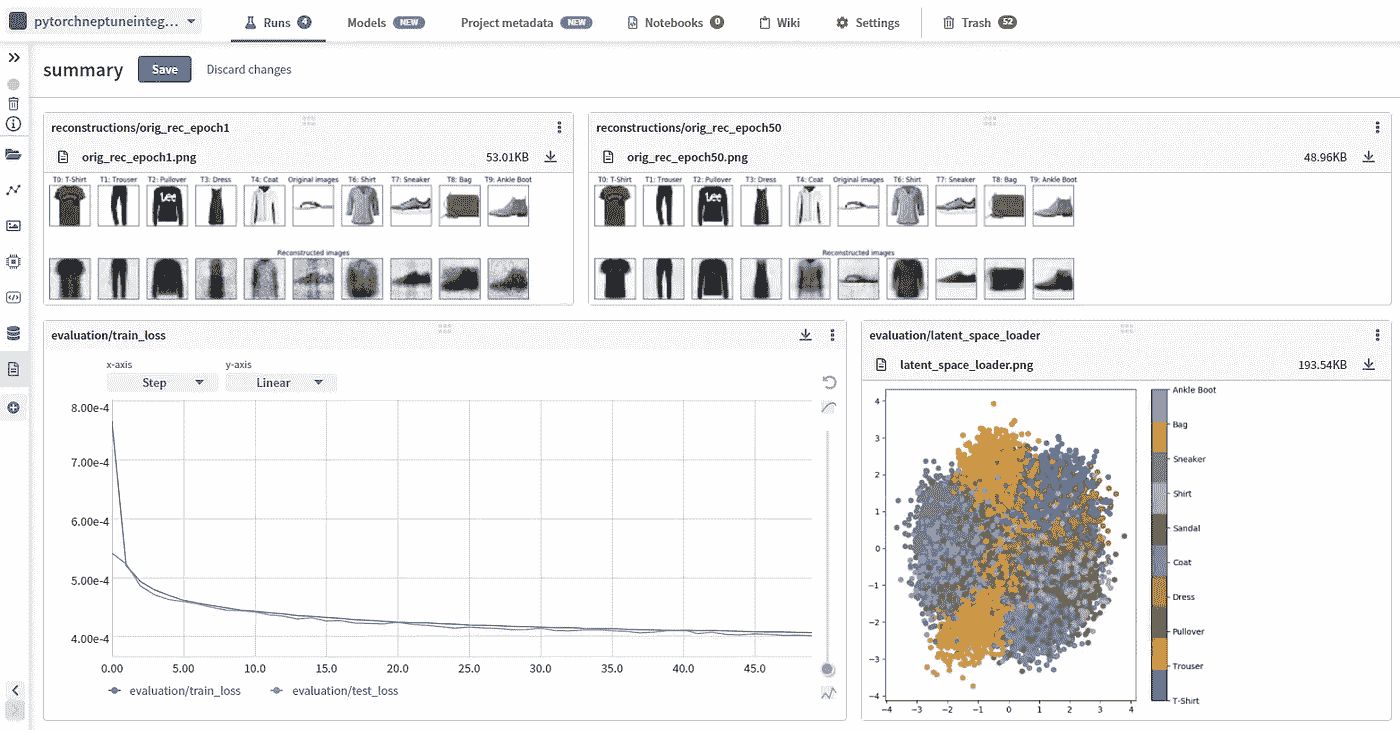 pytorchneptuneinteg... Runs 4 Models NEW Project metadata NEW Notebooks 0 Wiki Settings Trash 52
summary Save Discard changes
reconstructions/orig_rec_epoch1
orig_rec_epoch1.png 53.01KB
T0: T-Shirt T1: Trouser T2: Pullover T3: Dress T4: Coat Original images T6: Shirt T7: Sneaker T8: Bag T9: Ankle Boot
Lee
Reconstructed images
reconstructions/orig_rec_epoch50
orig_rec_epoch50.png 48.96KB
T0: T-Shirt T1: Trouser T2: Pullover T3: Dress T4: Coat Original images T6: Shirt T7: Sneaker T8: Bag T9: Ankle Boot
Lee
Reconstructed images
evaluation/train_loss
x-axis y-axis
Step Linear
8.00e-4
7.00e-4
6.00e-4
5.00e-4
4.00e-4
0.00 5.00 10.0 15.0 20.0 25.0 30.0 35.0 40.0 45.0
evaluation/train_loss evaluation/test_loss
evaluation/latent_space_loader
latent_space_loader.png 193.54KB
4
3
2
1
0
−1
−2
−3
−4
−4 −3 −2 −1 0 1 2 3 4
Ankle Boot
Bag
Sneaker
Shirt
Sandal
Coat
Dress
Pullover
Trouser
T-Shirt